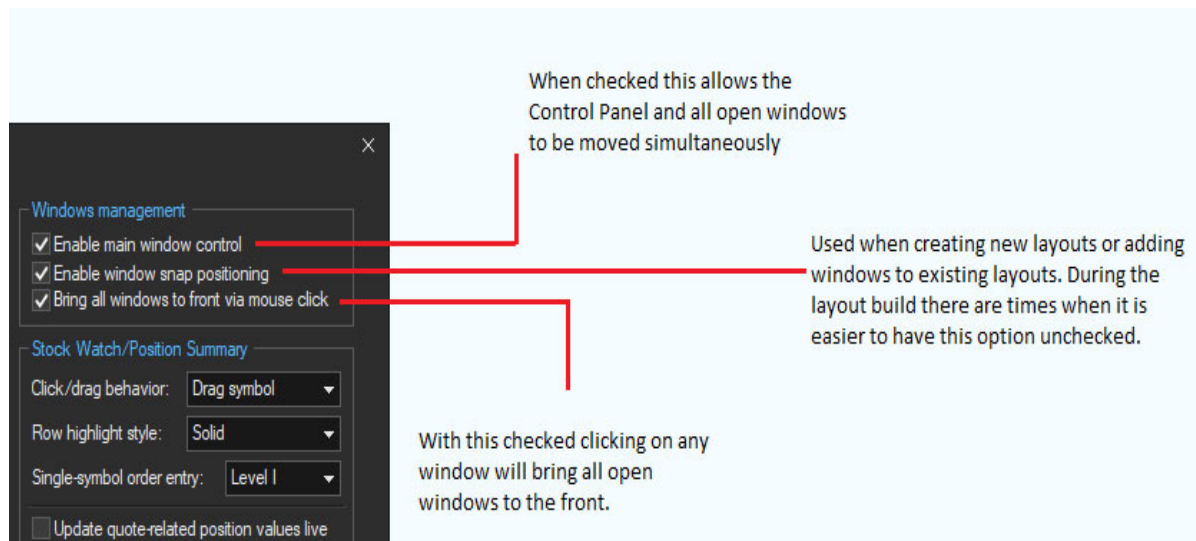 When checked this allows the
Control Panel and all open windows
to be moved simultaneously
Windows management
Enable main window control
Enable window snap positioning
Bring all windows to front via mouse click
Used when creating new layouts or adding
windows to existing layouts. During the
layout build there are times when it is
easier to have this option unchecked.
Stock Watch/Position Summary
Click/drag behavior: Drag symbol
Row highlight style: Solid
Single-symbol order entry: Level I
Update quote-related position values live
With this checked clicking on any
window will bring all open
windows to the front.